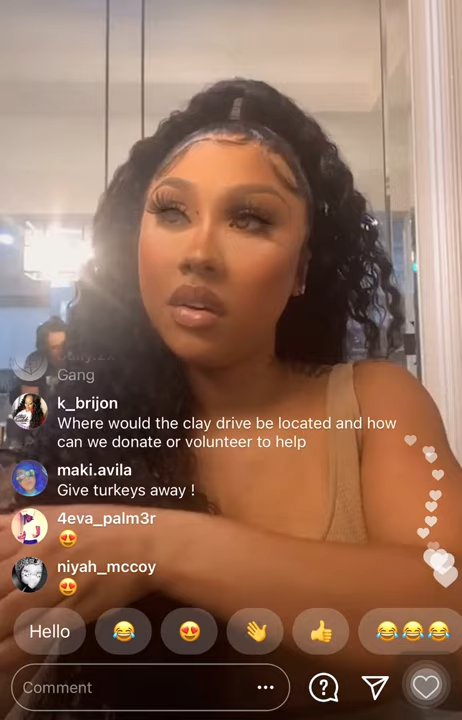 Gang
k_brijon
Where would the clay drive be located and how
can we donate or volunteer to help
maki.avila
Give turkeys away !
4eva_palm3r
😍
niyah_mccoy
😍
Hello 😂 😍 👋 👍 😂😂😂
Comment